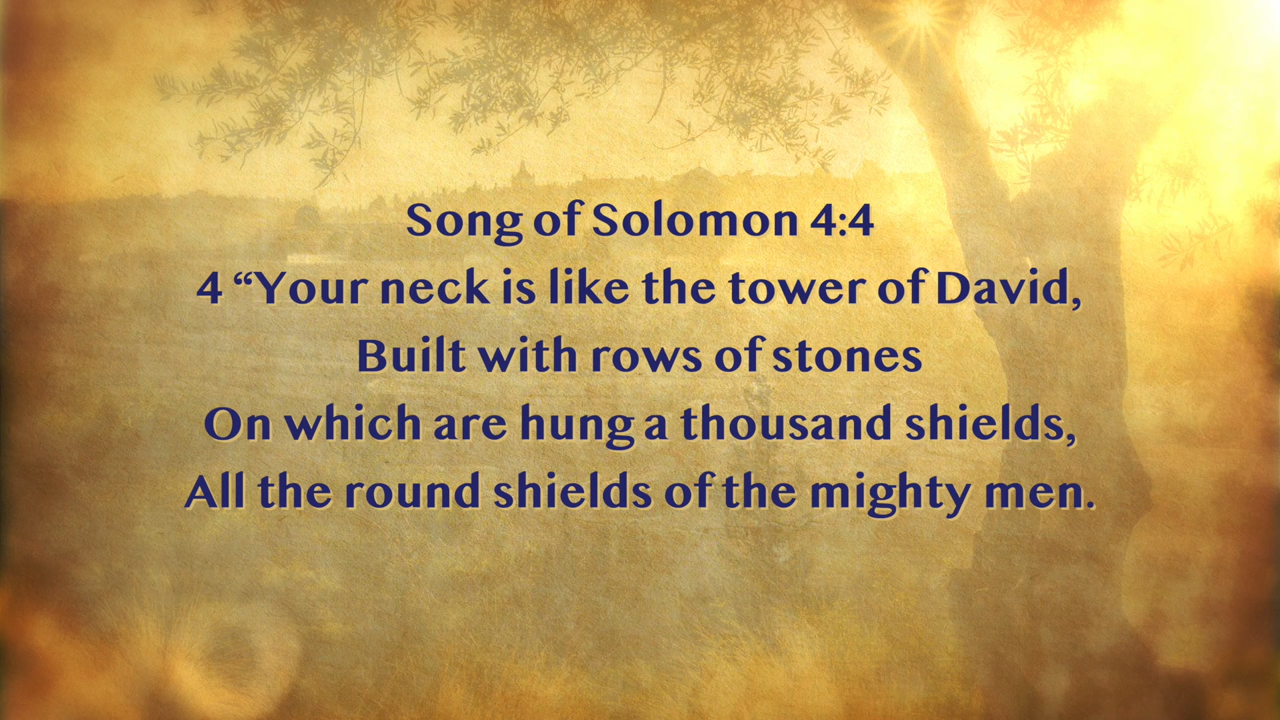 Song of Solomon 4:4
4 “Your neck is like the tower of David,
Built with rows of stones
On which are hung a thousand shields,
All the round shields of the mighty men.